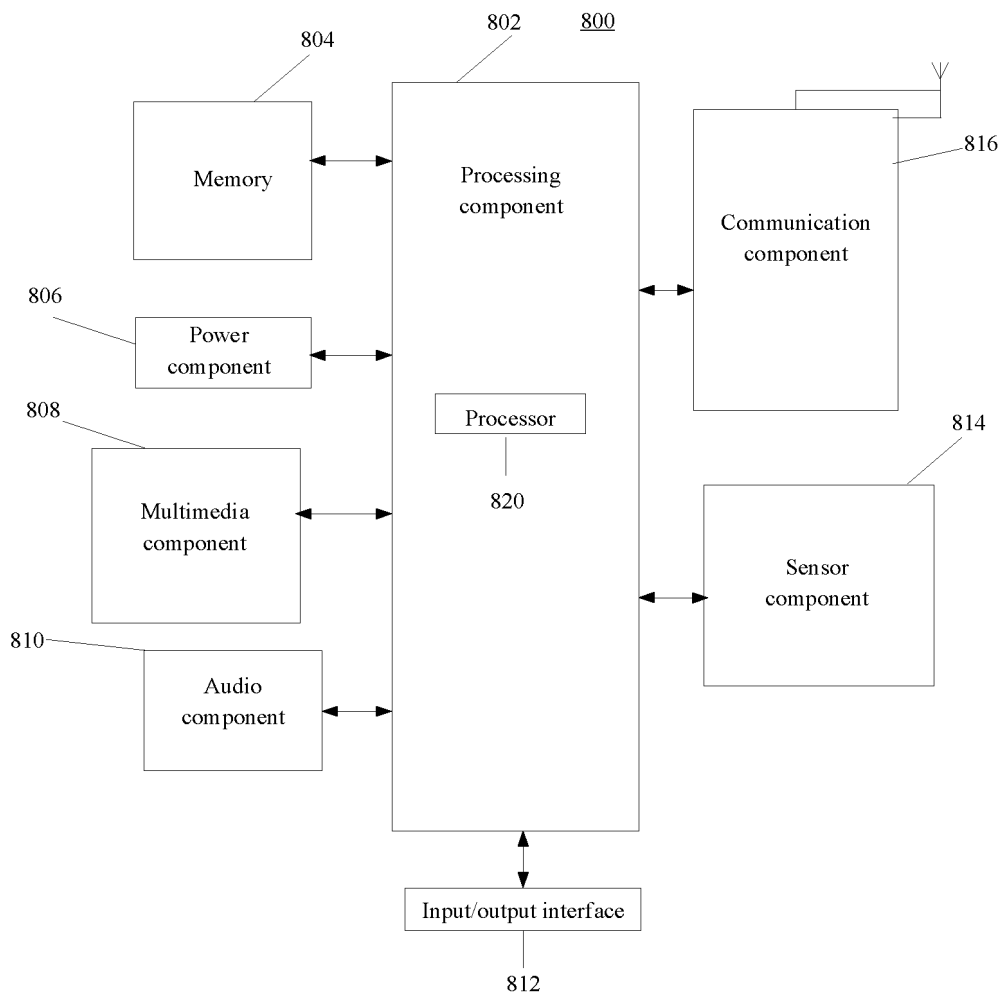 802
800
804
Memory
Processing
component
816
Communication
component
806
Power
component
808
Processor
814
Multimedia
component
820
Sensor
component
810
Audio
component
Input/output interface
812